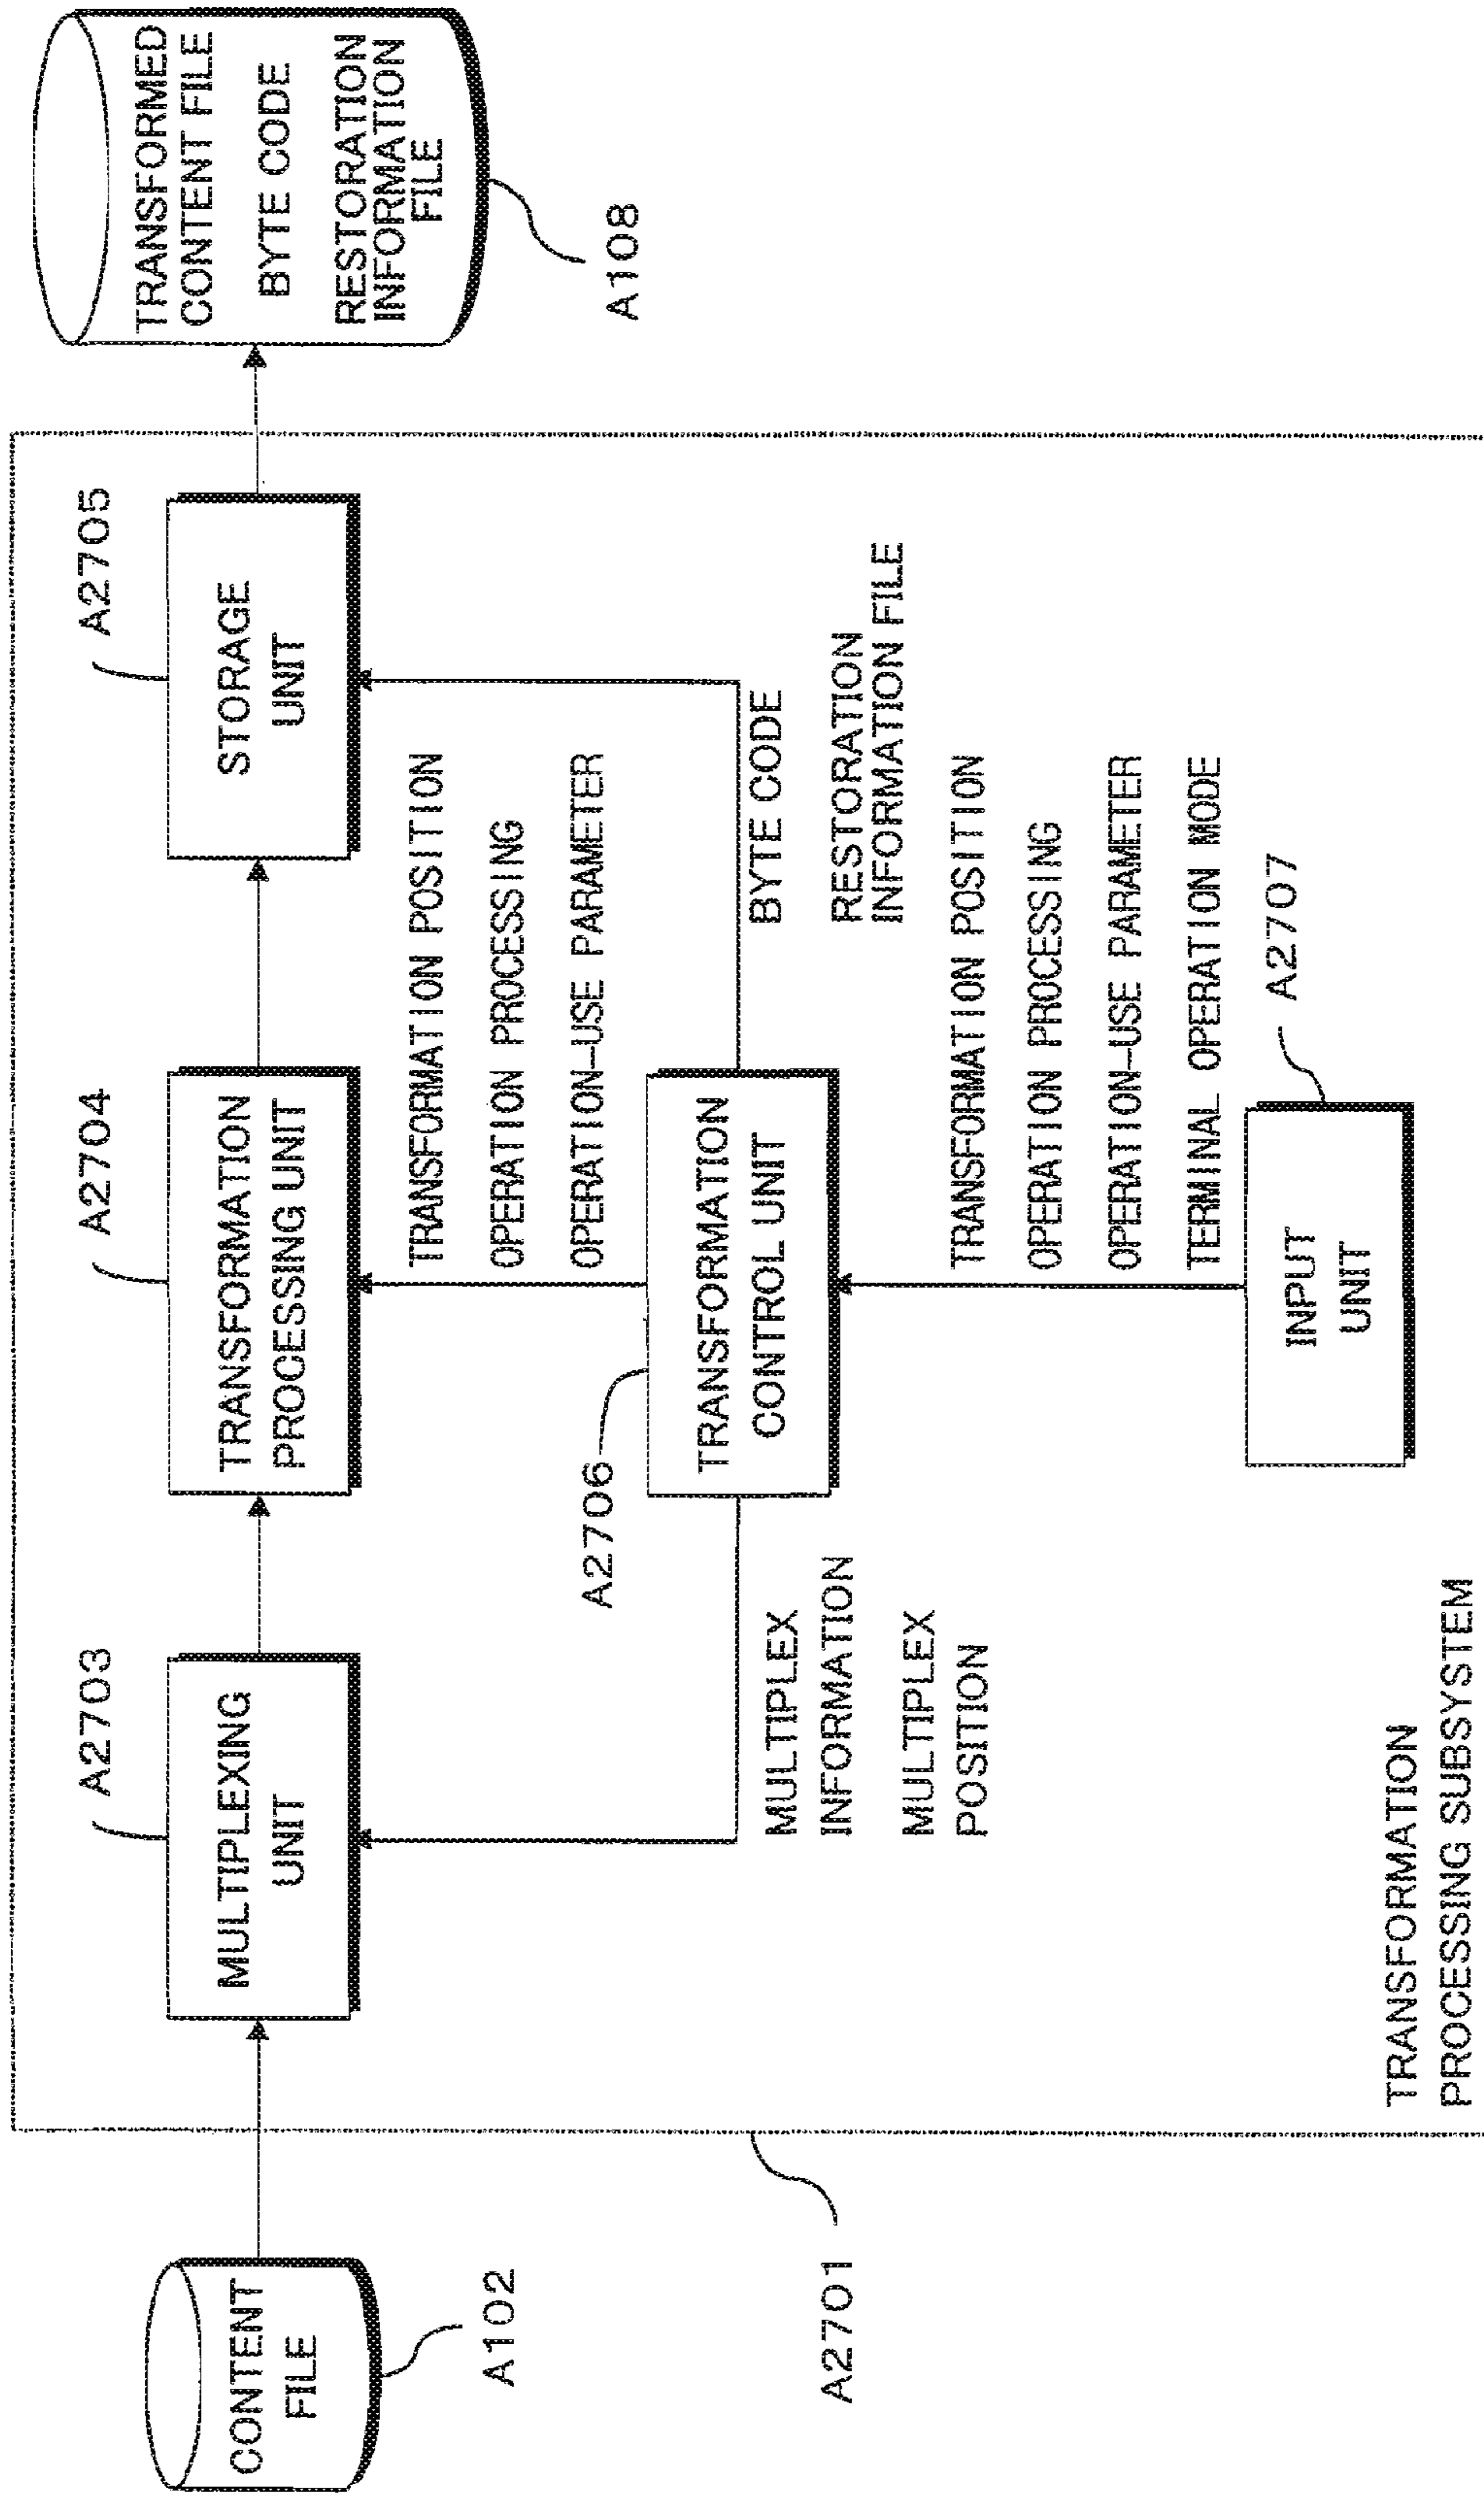 CONTENT
FILE
A102
A2701
A2703
MULTIPLEXING
UNIT
A2704
TRANSFORMATION
PROCESSING UNIT
A2705
STORAGE
UNIT
TRANSFORMED
CONTENT FILE
BYTE CODE
RESTORATION
INFORMATION
FILE
A108
TRANSFORMATION POSITION
OPERATION PROCESSING
OPERATION-USE PARAMETER
A2706
TRANSFORMATION
CONTROL UNIT
MULTIPLEX
INFORMATION
MULTIPLEX
POSITION
BYTE CODE
RESTORATION
INFORMATION FILE
TRANSFORMATION POSITION
OPERATION PROCESSING
OPERATION-USE PARAMETER
TERMINAL OPERATION MODE
A2707
INPUT
UNIT
TRANSFORMATION
PROCESSING SUBSYSTEM